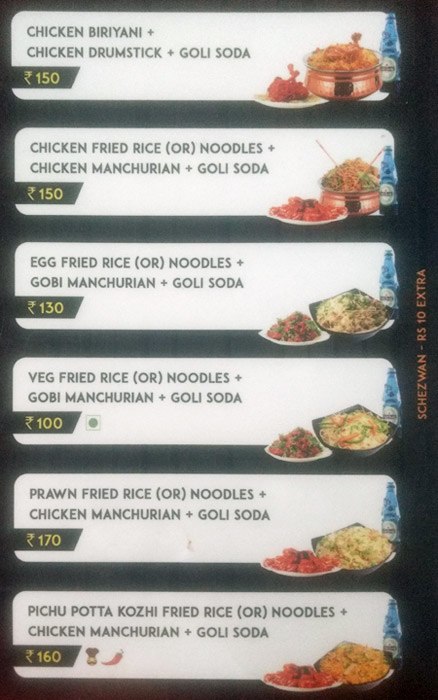 CHICKEN BIRIYANI +
CHICKEN DRUMSTICK + GOLI SODA
₹150
CHICKEN FRIED RICE (OR) NOODLES +
CHICKEN MANCHURIAN + GOLI SODA
₹150
EGG FRIED RICE (OR) NOODLES +
GOBI MANCHURIAN + GOLI SODA
₹130
VEG FRIED RICE (OR) NOODLES +
GOBI MANCHURIAN + GOLI SODA
₹100
PRAWN FRIED RICE (OR) NOODLES +
CHICKEN MANCHURIAN + GOLI SODA
₹170
PICHU POTTA KOZHI FRIED RICE (OR) NOODLES +
CHICKEN MANCHURIAN + GOLI SODA
₹160
SCHEZWAN - RS 10 EXTRA